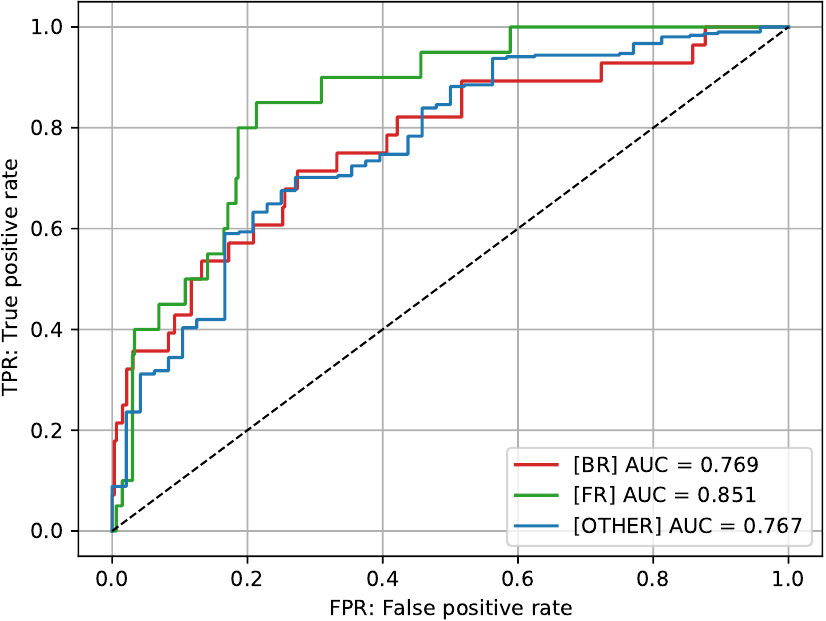 1.0
0.8
0.6
0.4
0.2
0.0
TPR: True positive rate
[BR] AUC = 0.769
[FR] AUC = 0.851
[OTHER] AUC = 0.767
0.0 0.2 0.4 0.6 0.8 1.0
FPR: False positive rate